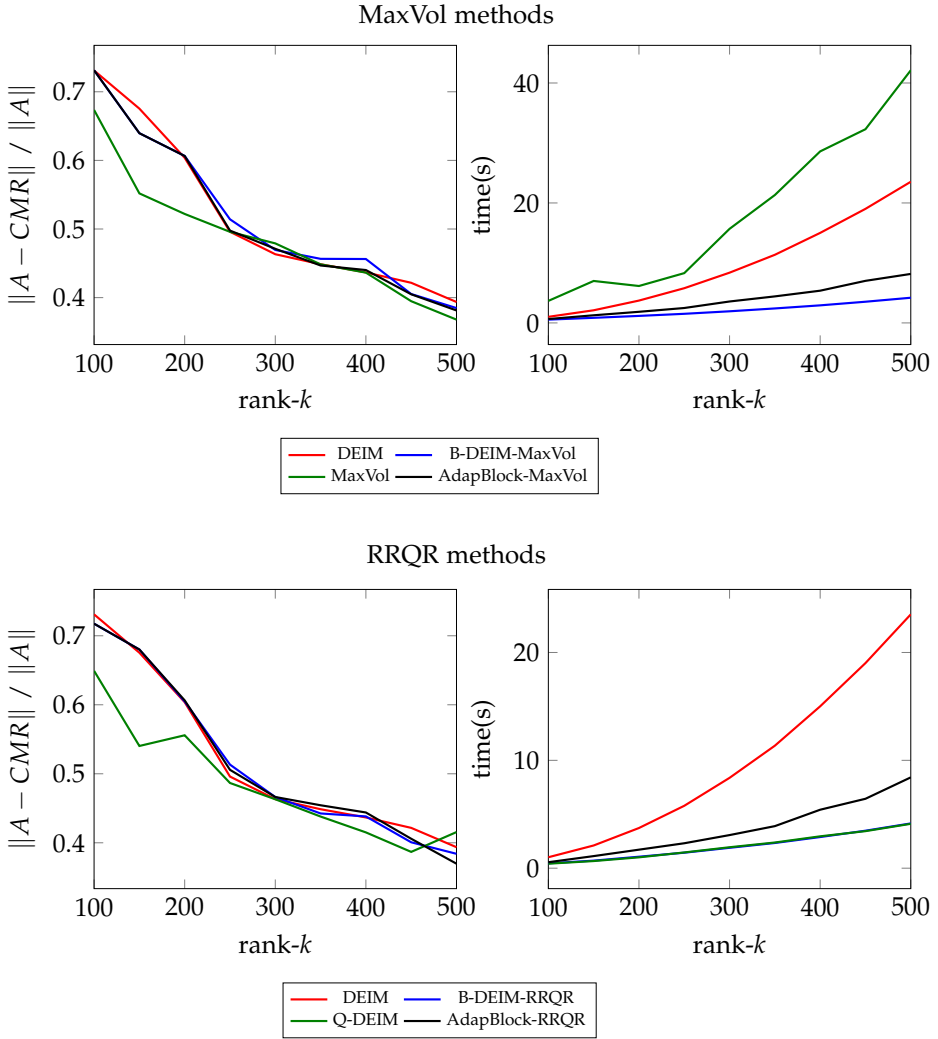 MaxVol methods
‖A − CMR‖ / ‖A‖
0.7
0.6
0.5
0.4
100 200 300 400 500
rank-k
time(s)
40
20
0
100 200 300 400 500
rank-k
DEIM B-DEIM-MaxVol
MaxVol AdapBlock-MaxVol
RRQR methods
‖A − CMR‖ / ‖A‖
0.7
0.6
0.5
0.4
100 200 300 400 500
rank-k
time(s)
20
10
0
100 200 300 400 500
rank-k
DEIM B-DEIM-RRQR
Q-DEIM AdapBlock-RRQR